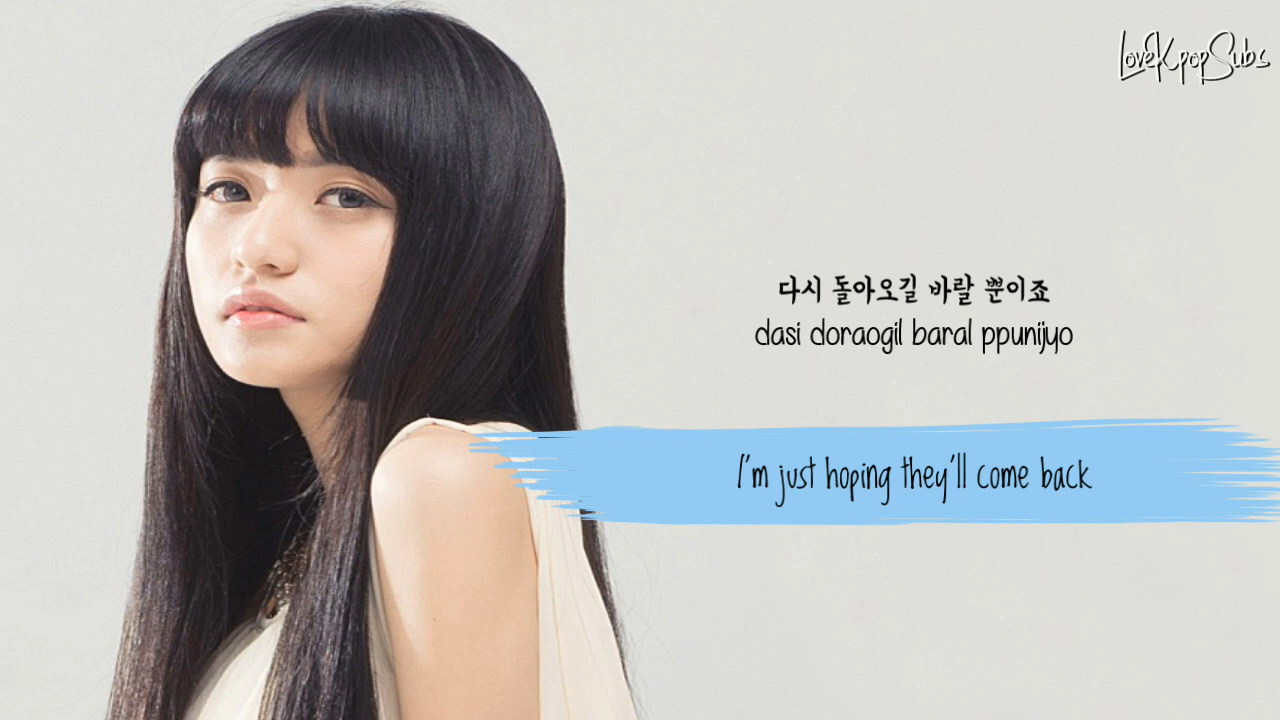 LoveKpopSubs
다시 돌아오길 바랄 뿐이죠
dasi doraogil baral ppunijyo
I'm just hoping they'll come back